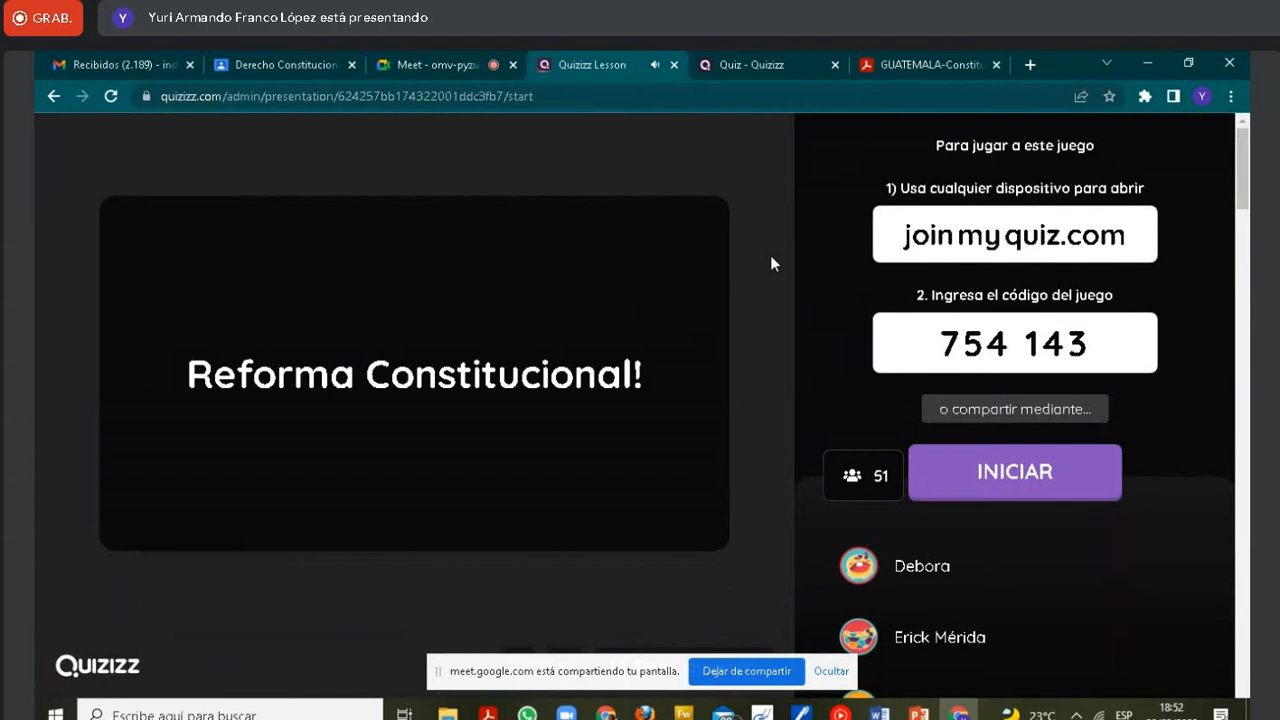 GRAB.
Y
Yuri Armando Franco López está presentando
Recibidos (2.189) - ind
Derecho Constitucion
Meet - omv-pyzu
Quizizz Lesson
Quiz - Quizizz
GUATEMALA-Constit
quizizz.com/admin/presentation/624257bb174322001ddc3fb7/start
Y
Para jugar a este juego
1) Usa cualquier dispositivo para abrir
joinmyquiz.com
2. Ingresa el código del juego
754 143
o compartir mediante...
51
INICIAR
Reforma Constitucional!
Debora
Erick Mérida
Quizizz
meet.google.com está compartiendo tu pantalla.
Dejar de compartir
Ocultar
Escribe aquí para buscar
23°C
ESP
18:52